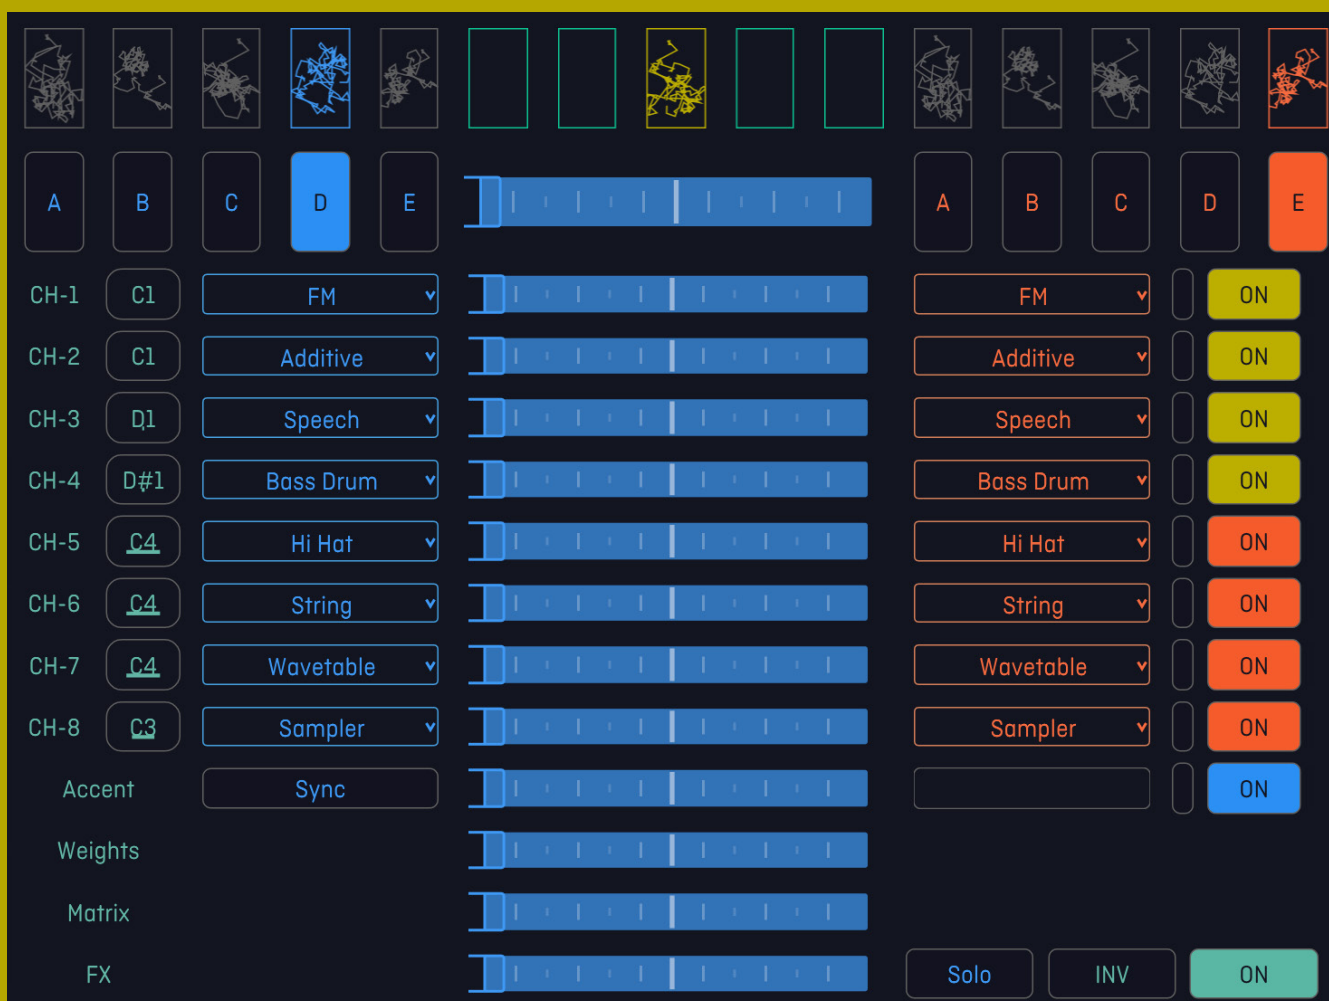 A B C D E A B C D E
CH-1 C1 FM FM ON
CH-2 C1 Additive Additive ON
CH-3 D1 Speech Speech ON
CH-4 D#1 Bass Drum Bass Drum ON
CH-5 C4 Hi Hat Hi Hat ON
CH-6 C4 String String ON
CH-7 C4 Wavetable Wavetable ON
CH-8 C3 Sampler Sampler ON
Accent Sync ON
Weights
Matrix
FX Solo INV ON